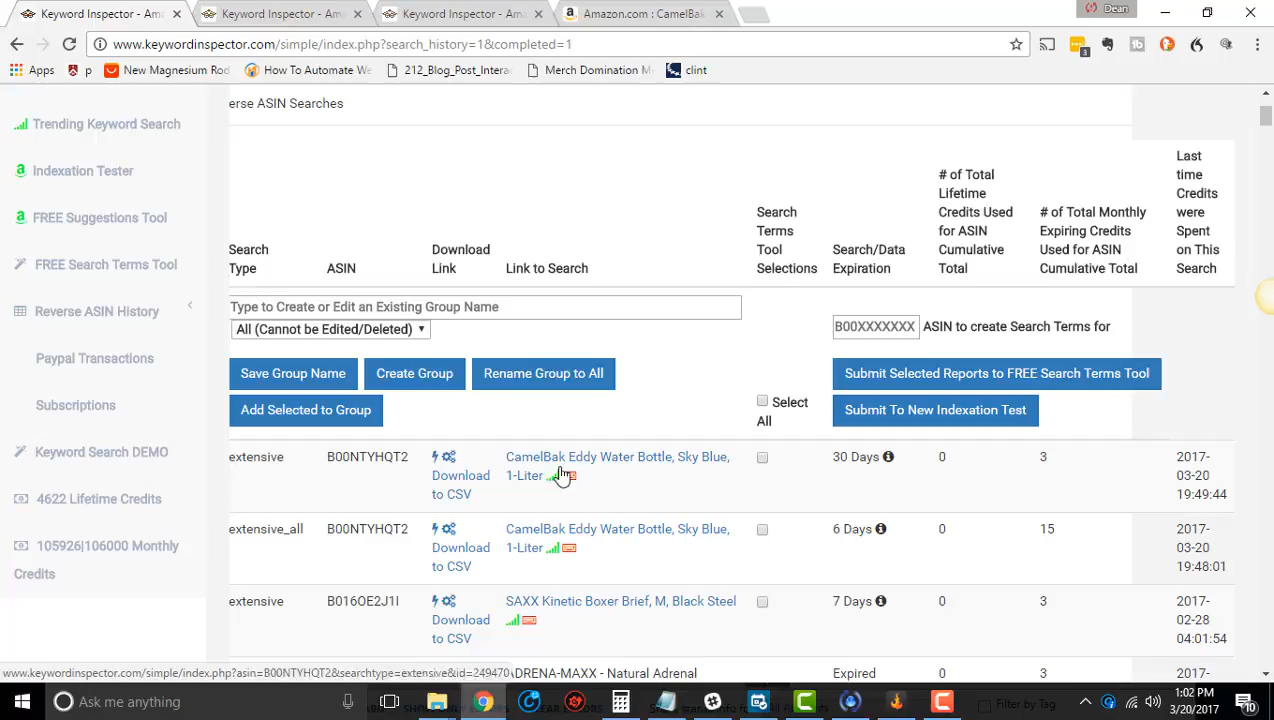 Keyword Inspector - Ama
Keyword Inspector - Ama
Keyword Inspector - Ama
Amazon.com : CamelBak
Dean
www.keywordinspector.com/simple/index.php?search_history=1&completed=1
3
Apps
p
New Magnesium Rod
How To Automate We
212_Blog_Post_Interac
Merch Domination M
clint
Trending Keyword Search
Indexation Tester
FREE Suggestions Tool
FREE Search Terms Tool
Reverse ASIN History
Paypal Transactions
Subscriptions
Keyword Search DEMO
4622 Lifetime Credits
105926|106000 Monthly
Credits
erse ASIN Searches
Search
Type
ASIN
Download
Link
Link to Search
Search
Terms
Tool
Selections
Search/Data
Expiration
# of Total
Lifetime
Credits Used
for ASIN
Cumulative
Total
# of Total Monthly
Expiring Credits
Used for ASIN
Cumulative Total
Last
time
Credits
were
Spent
on This
Search
Type to Create or Edit an Existing Group Name
All (Cannot be Edited/Deleted)
B00XXXXXXX ASIN to create Search Terms for
Save Group Name
Create Group
Rename Group to All
Submit Selected Reports to FREE Search Terms Tool
Add Selected to Group
Select
All
Submit To New Indexation Test
extensive
B00NTYHQT2
Download
to CSV
CamelBak Eddy Water Bottle, Sky Blue,
1-Liter
30 Days
0
3
2017-
03-20
19:49:44
extensive_all
B00NTYHQT2
Download
to CSV
CamelBak Eddy Water Bottle, Sky Blue,
1-Liter
6 Days
0
15
2017-
03-20
19:48:01
extensive
B016OE2J1I
Download
to CSV
SAXX Kinetic Boxer Brief, M, Black Steel
7 Days
0
3
2017-
02-28
04:01:54
ADRENA-MAXX - Natural Adrenal
Expired
0
3
2017-
www.keywordinspector.com/simple/index.php?asin=B00NTYHQT2&searchtype=extensive&id=249470
Ask me anything
Filter by Tag
1:02 PM
3/20/2017
10